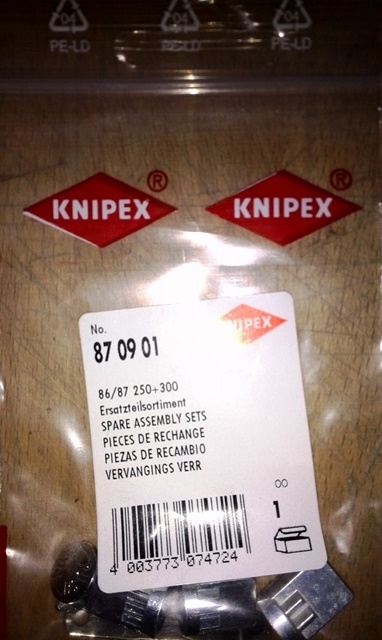 04 04 04
PE-LD PE-LD PE-LD
KNIPEX® KNIPEX®
KNIPEX
No.
87 09 01
86/87 250+300
Ersatzteilsortiment
SPARE ASSEMBLY SETS
PIECES DE RECHANGE
PIEZAS DE RECAMBIO
VERVANGINGS VERR
∞
1
4 003773 074724